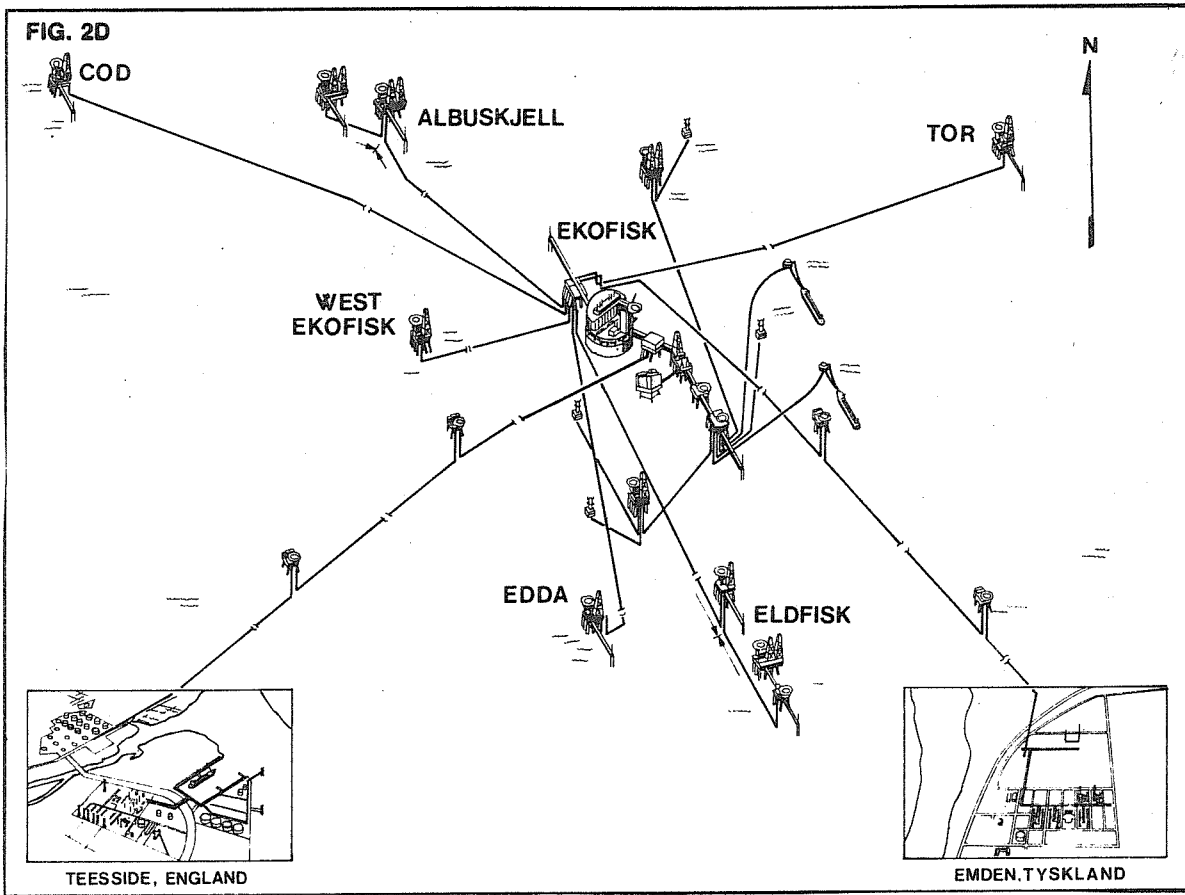 FIG. 2D
COD
ALBUSKJELL
N
TOR
EKOFISK
WEST
EKOFISK
EDDA
ELDFISK
TEESSIDE, ENGLAND
EMDEN.TYSKLAND